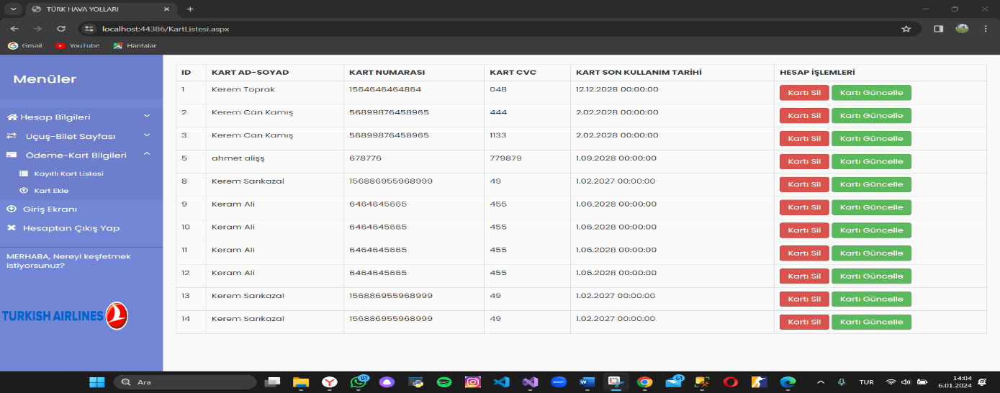 TÜRK HAVA YOLLARI
localhost:44386/KartListesi.aspx
Gmail YouTube Haritalar
Menüler
Hesap Bilgileri
Uçuş-Bilet Sayfası
Ödeme-Kart Bilgileri
Kayıtlı Kart Listesi
Kart Ekle
Giriş Ekranı
Hesaptan Çıkış Yap
MERHABA, Nereyi keşfetmek
istiyorsunuz?
TURKISH AIRLINES
ID KART AD-SOYAD KART NUMARASI KART CVC KART SON KULLANIM TARİHİ HESAP İŞLEMLERİ
1 Kerem Toprak 1564646464864 048 12.12.2028 00:00:00 Kartı Sil Kartı Güncelle
2 Kerem Can Kamış 56899876458965 444 2.02.2028 00:00:00 Kartı Sil Kartı Güncelle
3 Kerem Can Kamış 56899876458965 1133 2.02.2028 00:00:00 Kartı Sil Kartı Güncelle
5 ahmet alişş 678776 779879 1.09.2028 00:00:00 Kartı Sil Kartı Güncelle
8 Kerem Sarıkazal 156886955968999 49 1.02.2027 00:00:00 Kartı Sil Kartı Güncelle
9 Keram Ali 6464645665 455 1.06.2028 00:00:00 Kartı Sil Kartı Güncelle
10 Keram Ali 6464645665 455 1.06.2028 00:00:00 Kartı Sil Kartı Güncelle
11 Keram Ali 6464645665 455 1.06.2028 00:00:00 Kartı Sil Kartı Güncelle
12 Keram Ali 6464645665 455 1.06.2028 00:00:00 Kartı Sil Kartı Güncelle
13 Kerem Sarıkazal 156886955968999 49 1.02.2027 00:00:00 Kartı Sil Kartı Güncelle
14 Kerem Sarıkazal 156886955968999 49 1.02.2027 00:00:00 Kartı Sil Kartı Güncelle
Ara 81 zoom 61 TUR 14:04
6.01.2024